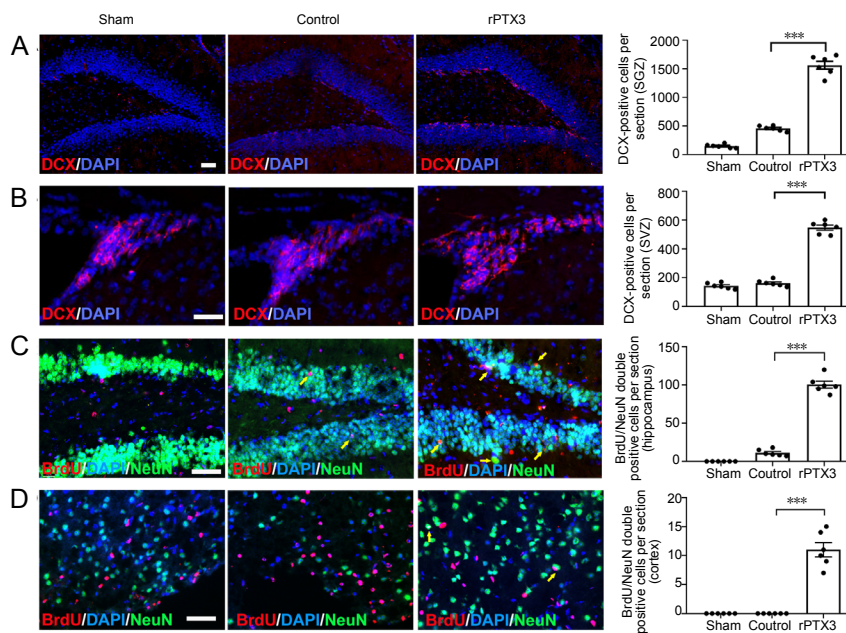 Sham Control rPTX3
A
DCX/DAPI DCX/DAPI DCX/DAPI
DCX-positive cells per
section (SGZ)
2000
1500
1000
500
0
***
Sham Coutrol rPTX3
B
DCX/DAPI DCX/DAPI DCX/DAPI
DCX-positive cells per
section (SVZ)
800
600
400
200
0
***
Sham Coutrol rPTX3
C
BrdU/DAPI/NeuN BrdU/DAPI/NeuN BrdU/DAPI/NeuN
BrdU/NeuN double
positive cells per section
(hippocampus)
150
100
50
0
***
Sham Coutrol rPTX3
D
BrdU/DAPI/NeuN BrdU/DAPI/NeuN BrdU/DAPI/NeuN
BrdU/NeuN double
positive cells per section
(cortex)
20
15
10
5
0
***
Sham Coutrol rPTX3